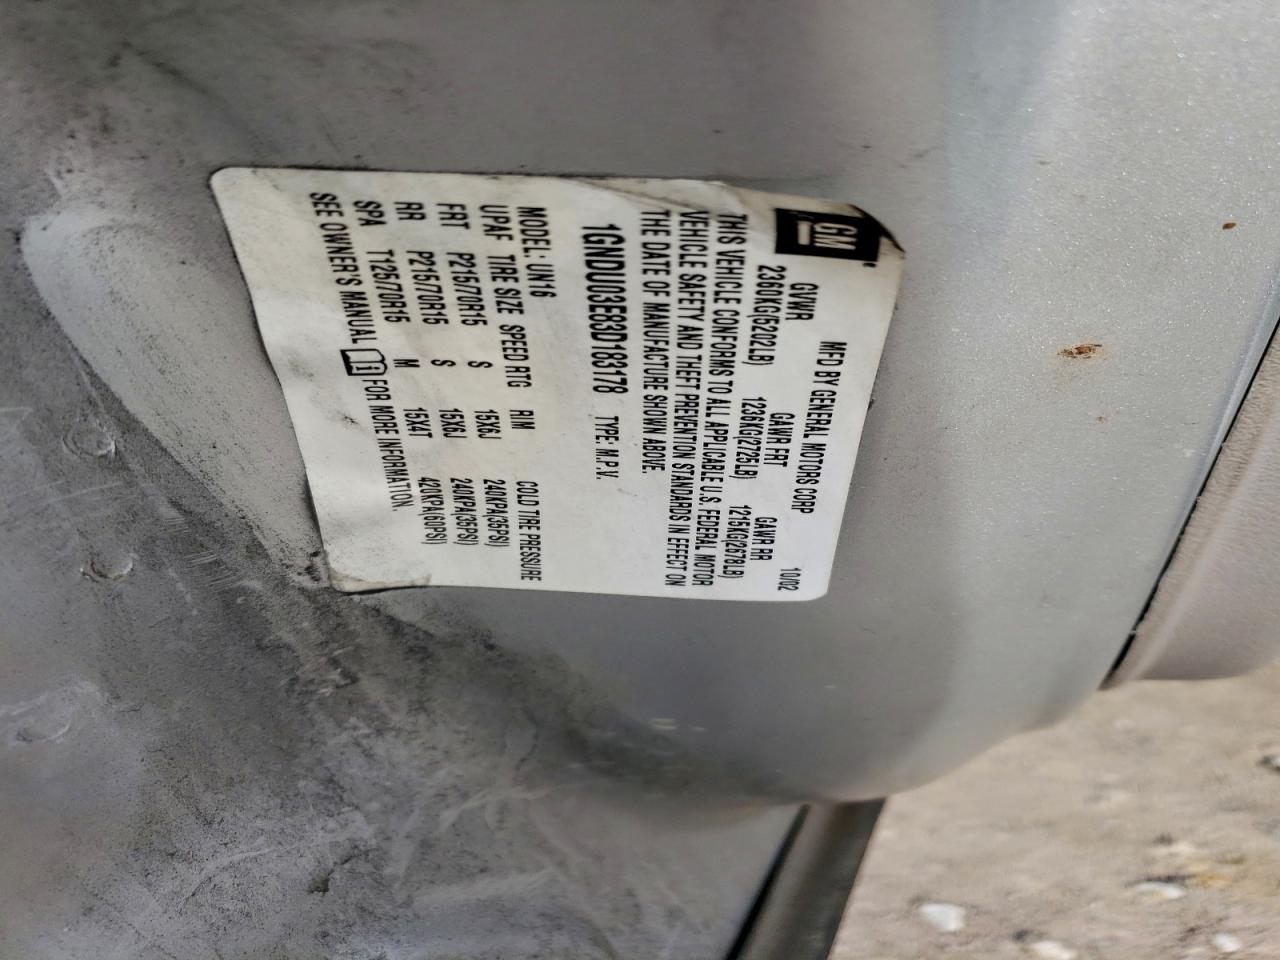 GM
MFD BY GENERAL MOTORS CORP 10/02
GVWR GAWR FRT GAWR RR
2360KG(5202LB) 1236KG(2725LB) 1215KG(2678LB)
THIS VEHICLE CONFORMS TO ALL APPLICABLE U.S. FEDERAL MOTOR
VEHICLE SAFETY AND THEFT PREVENTION STANDARDS IN EFFECT ON
THE DATE OF MANUFACTURE SHOWN ABOVE.
1GNDU03E83D183178 TYPE: M.P.V.
MODEL: UN16
UPAF TIRE SIZE SPEED RTG RIM COLD TIRE PRESSURE
FRT P215/70R15 S 15X6J 240KPA(35PSI)
RR P215/70R15 S 15X6J 240KPA(35PSI)
SPA T125/70R15 M 15X4T 420KPA(60PSI)
SEE OWNER'S MANUAL FOR MORE INFORMATION.